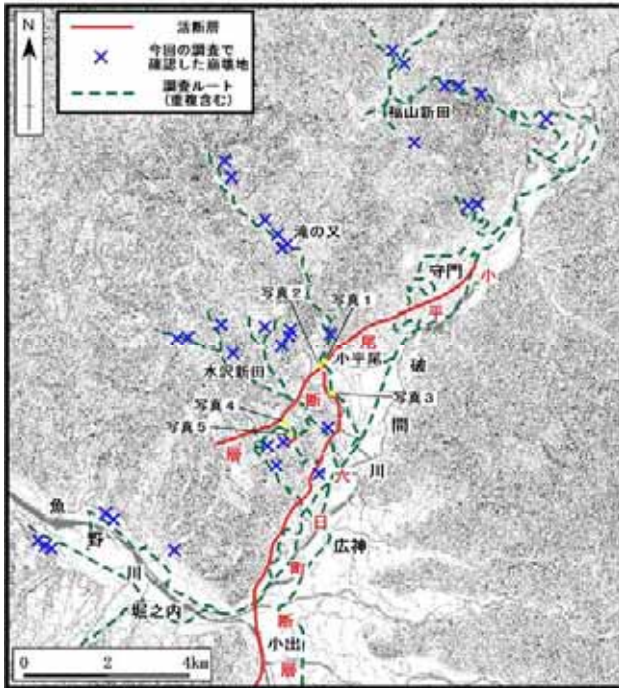 N
活断層
今回の調査で
確認した崩壊地
調査ルート
(重複含む)
福山新田
滝の又
守門
写真2
写真1
小平尾断層
小平尾
水沢新田
写真3
写真4
写真5
破間川
六日町断層
魚野川
広神
堀之内
小出
0 2 4km